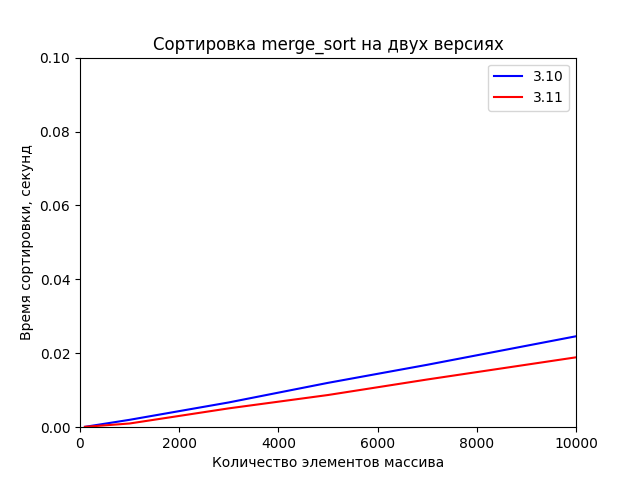 Сортировка merge_sort на двух версиях
3.10
3.11
Время сортировки, секунд
0.10
0.08
0.06
0.04
0.02
0.00
0 2000 4000 6000 8000 10000
Количество элементов массива